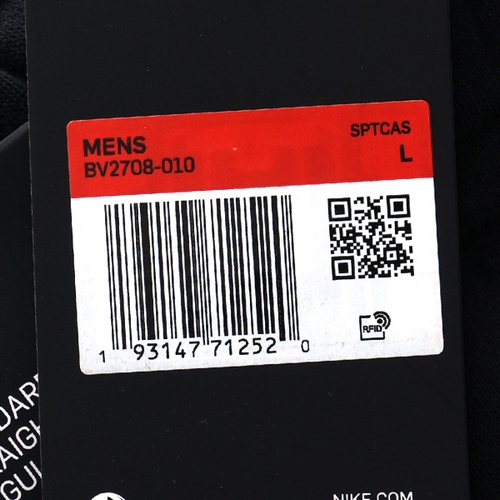 MENS
BV2708-010
SPTCAS
L
RFID
1 93147 71252 0
NIKE.COM